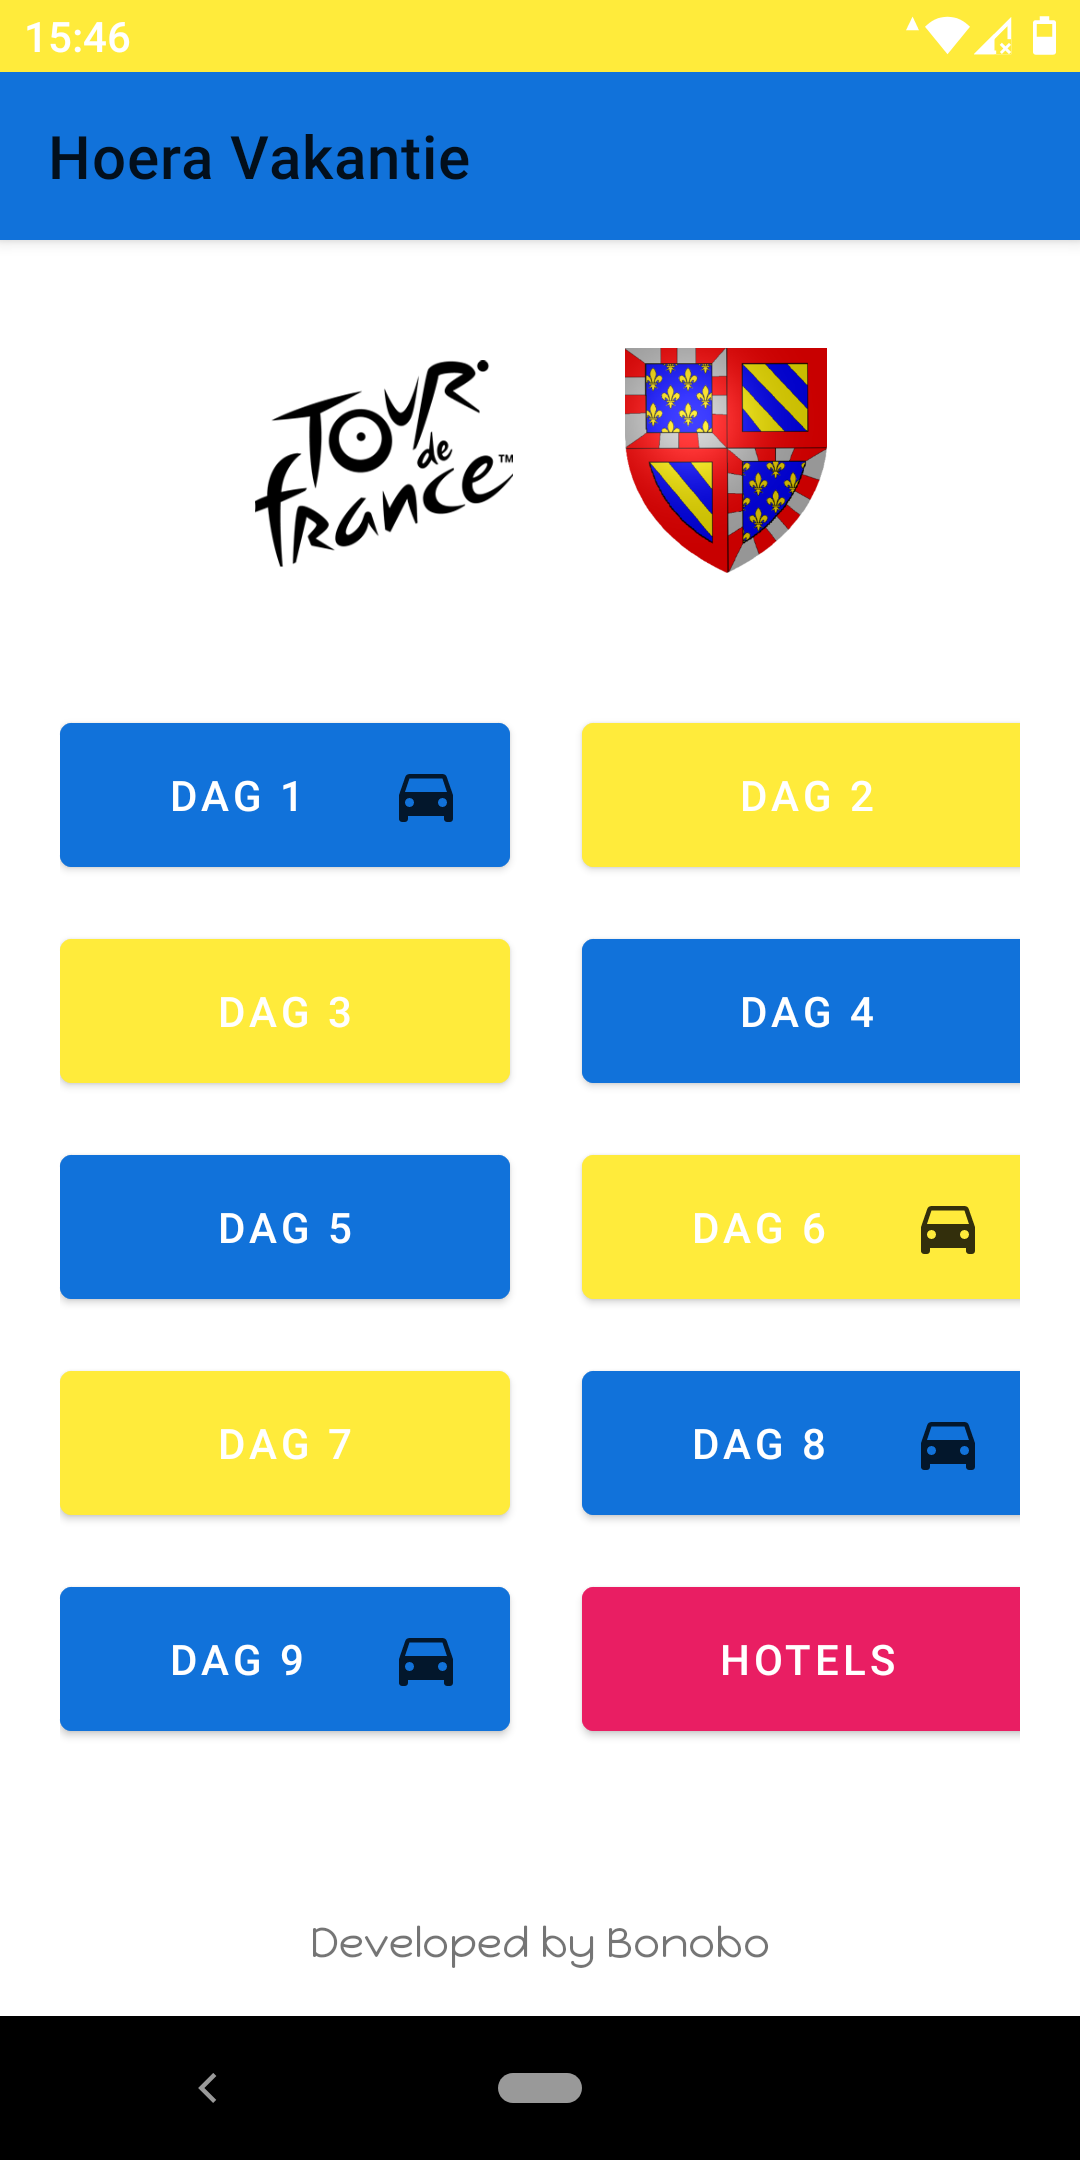 15:46
Hoera Vakantie
TOUR
de
france™
DAG 1
DAG 2
DAG 3
DAG 4
DAG 5
DAG 6
DAG 7
DAG 8
DAG 9
HOTELS
Developed by Bonobo